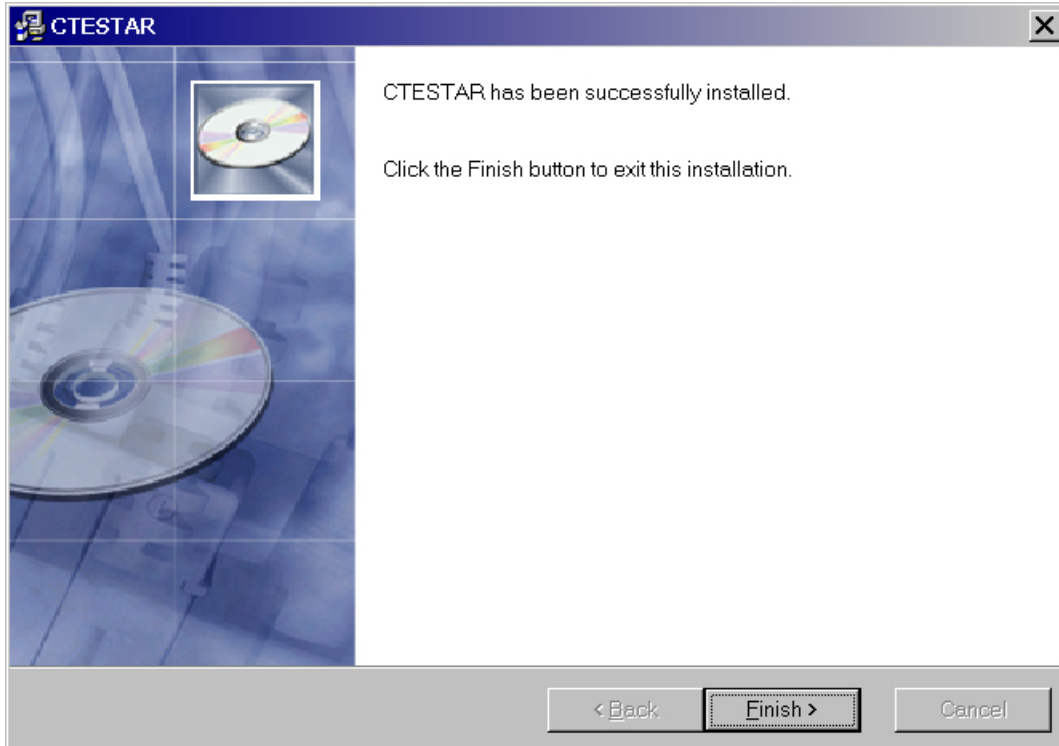 CTESTAR
CTESTAR has been successfully installed.
Click the Finish button to exit this installation.
< Back
Finish >
Cancel